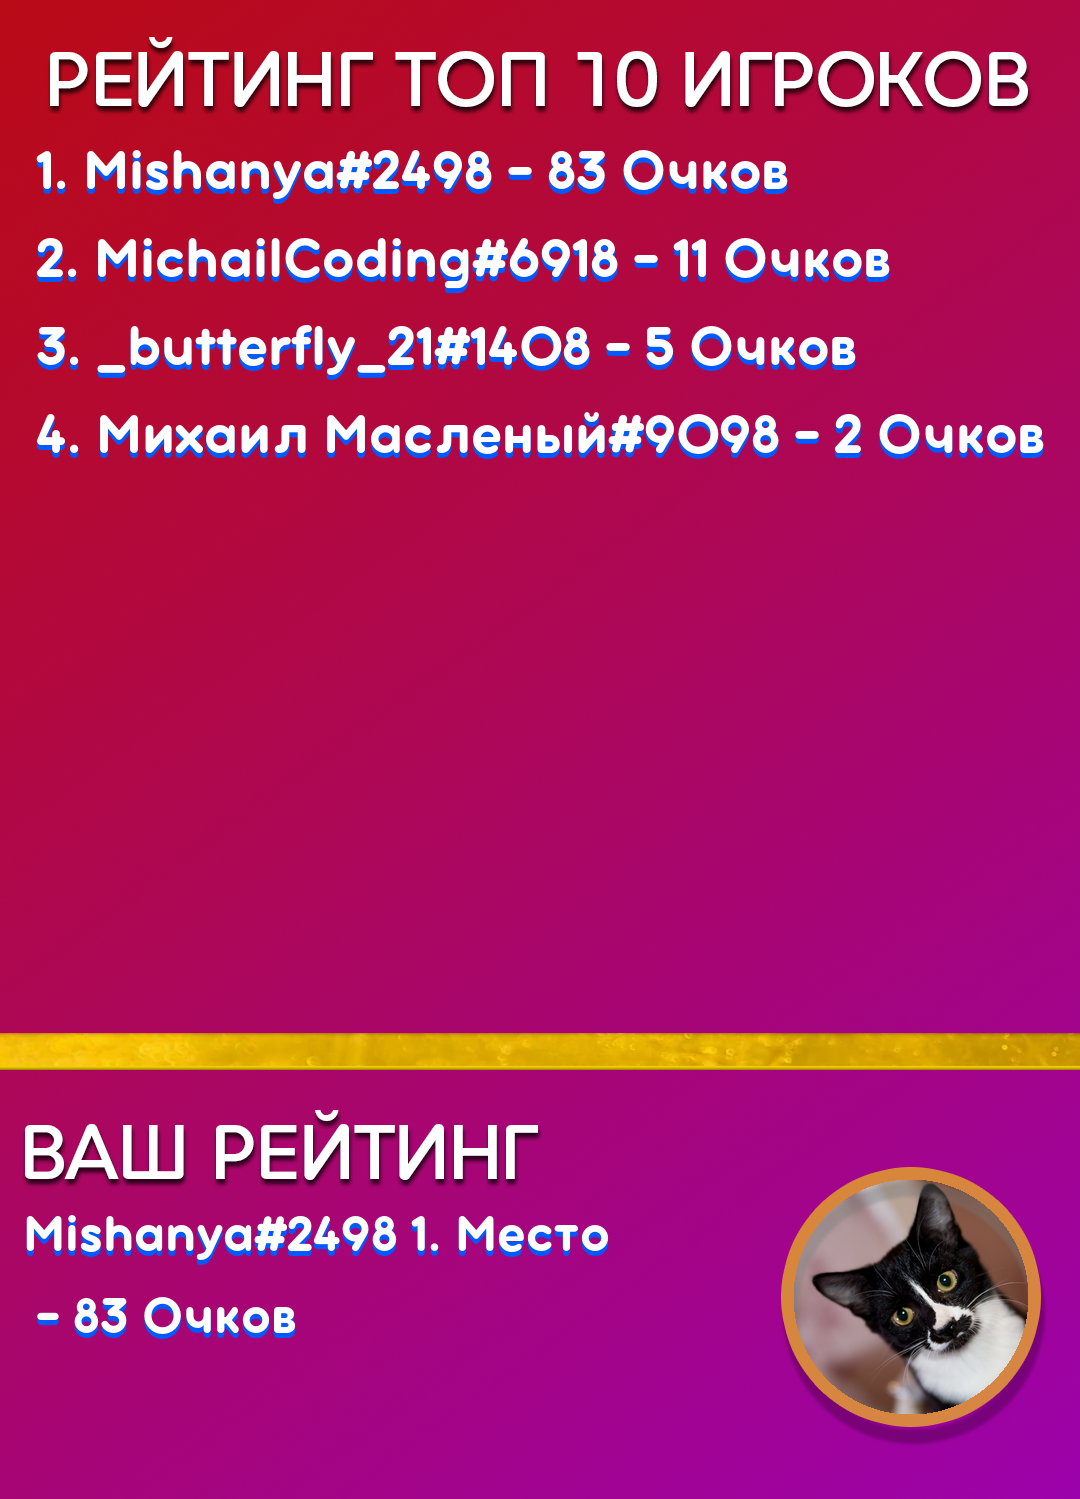 РЕЙТИНГ ТОП 10 ИГРОКОВ
1. Mishanya#2498 - 83 Очков
2. MichailCoding#6918 - 11 Очков
3. _butterfly_21#1408 - 5 Очков
4. Михаил Масленый#9098 - 2 Очков
ВАШ РЕЙТИНГ
Mishanya#2498 1. Место
- 83 Очков